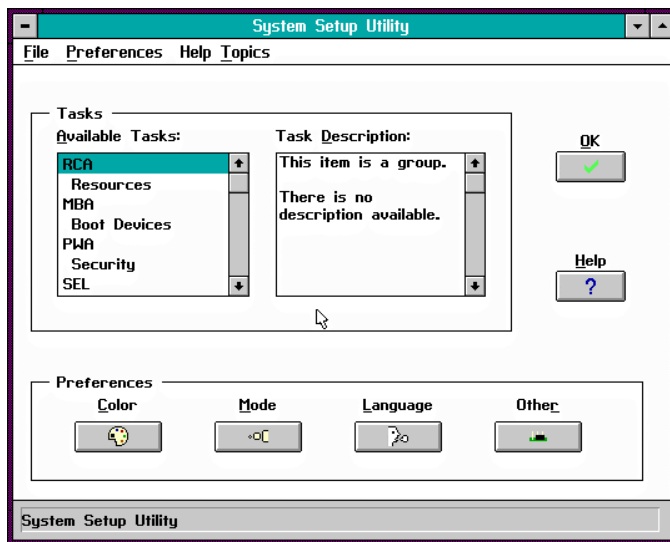 System Setup Utility
File Preferences Help Topics
Tasks
Available Tasks:
RCA
Resources
MBA
Boot Devices
PWA
Security
SEL
Task Description:
This item is a group.
There is no
description available.
OK
Help
?
Preferences
Color
Mode
Language
Other
System Setup Utility